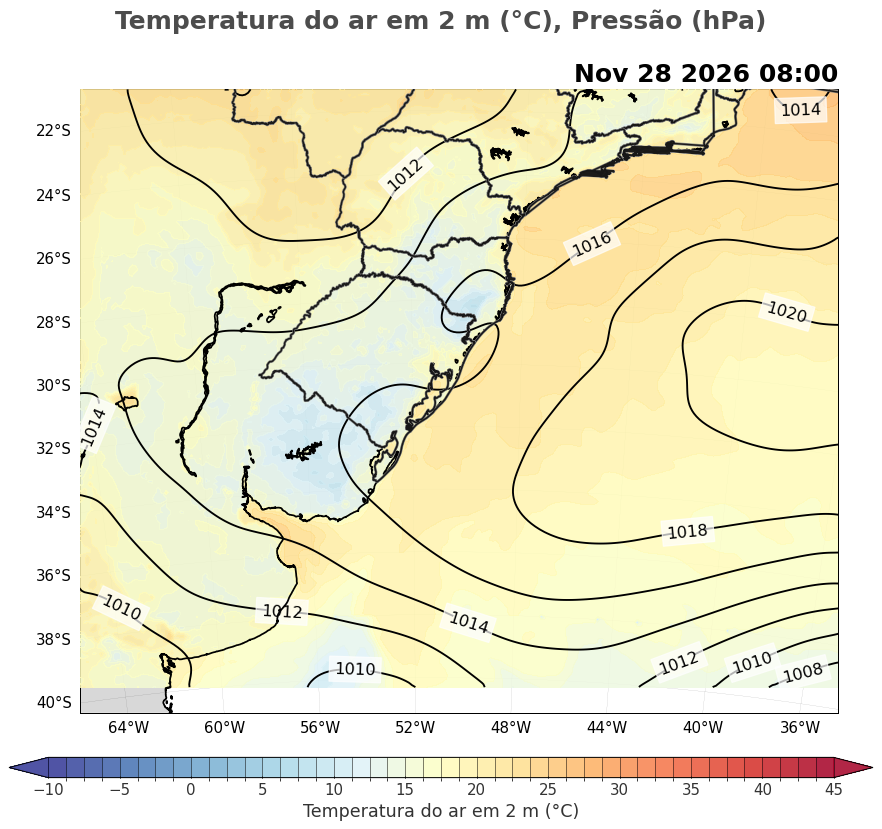 Temperatura do ar em 2 m (°C), Pressão (hPa)
Nov 28 2026 08:00
1014
22°S
1012
24°S
1016
26°S
1020
28°S
30°S
1014
32°S
34°S
1018
36°S
1010
1012
1014
38°S
1012
1010
1010
1008
40°S
64°W 60°W 56°W 52°W 48°W 44°W 40°W 36°W
−10 −5 0 5 10 15 20 25 30 35 40 45
Temperatura do ar em 2 m (°C)